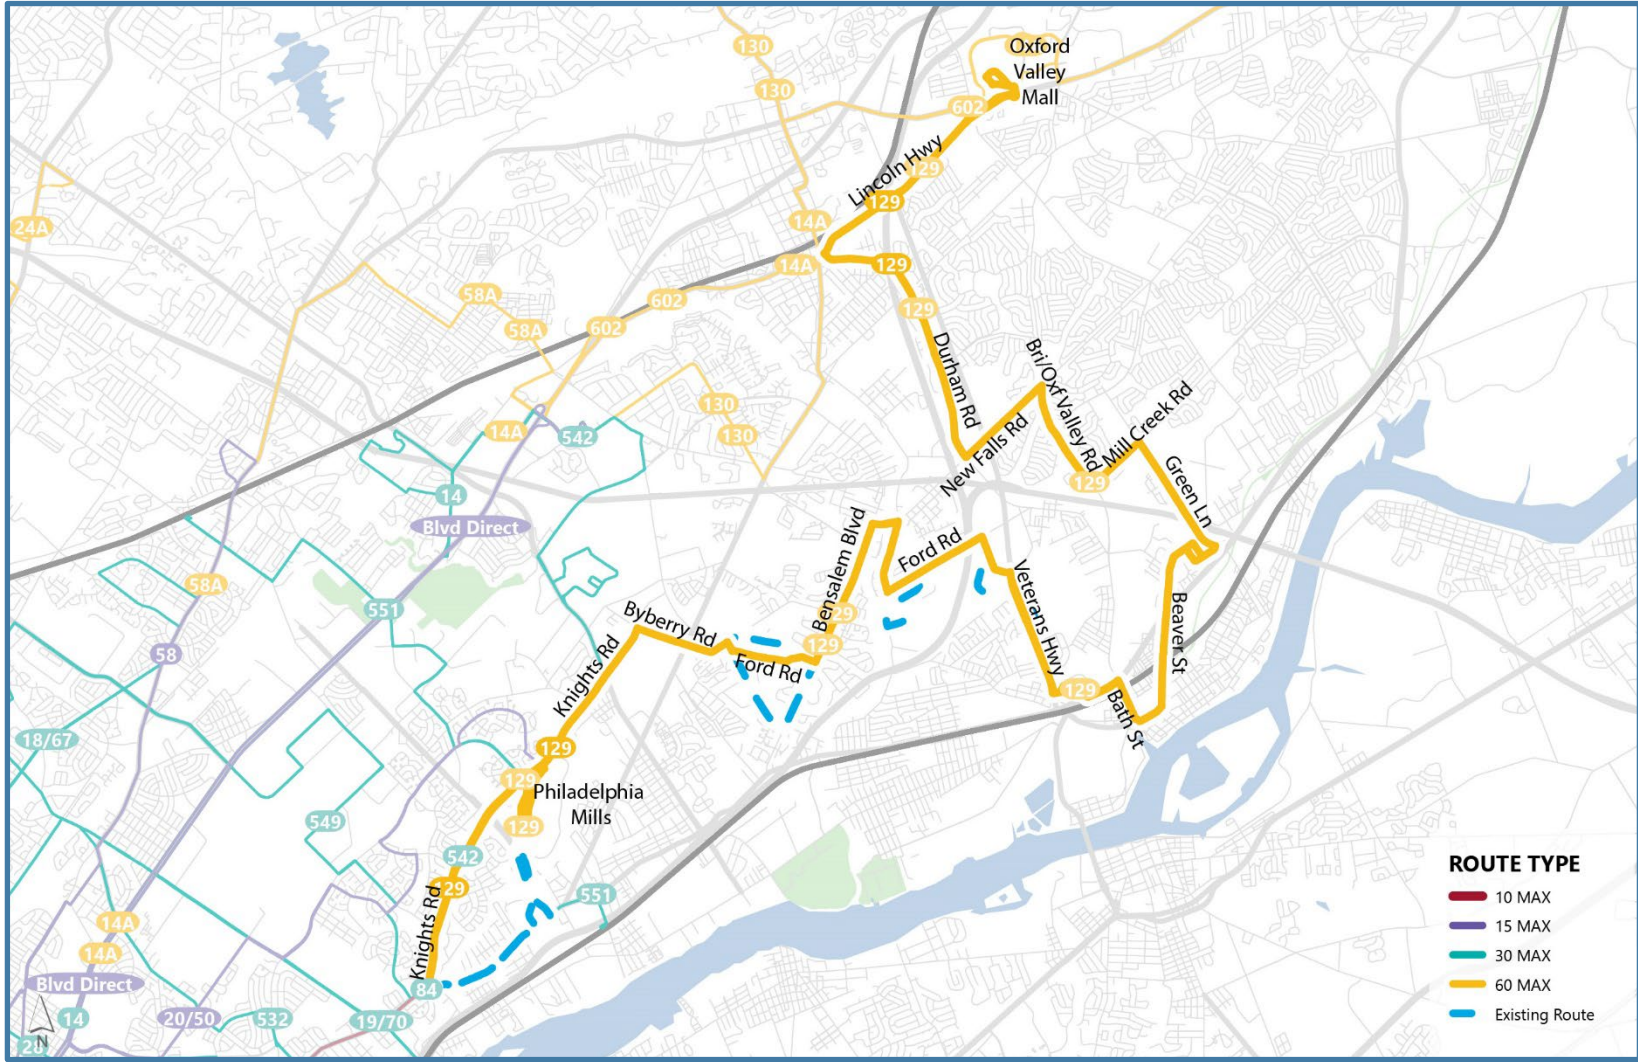 130
Oxford
Valley
Mall
130
602
Lincoln Hwy
129
129
24A
14A
14A
129
58A
602
129
58A
602
Durham Rd
Bri/Oxf Valley Rd
130
Mill Creek Rd
14A
542
130
New Falls Rd
129
Green Ln
14
Blvd Direct
Bensalem Blvd
Ford Rd
58A
551
Veterans Hwy
Beaver St
Byberry Rd
129
129
58
Ford Rd
Knights Rd
129
Bath St
18/67
129
129
Philadelphia
Mills
549
129
542
129
551
Knights Rd
14A
14A
Blvd Direct
84
14
20/50
532
19/70
N
28
ROUTE TYPE
10 MAX
15 MAX
30 MAX
60 MAX
Existing Route